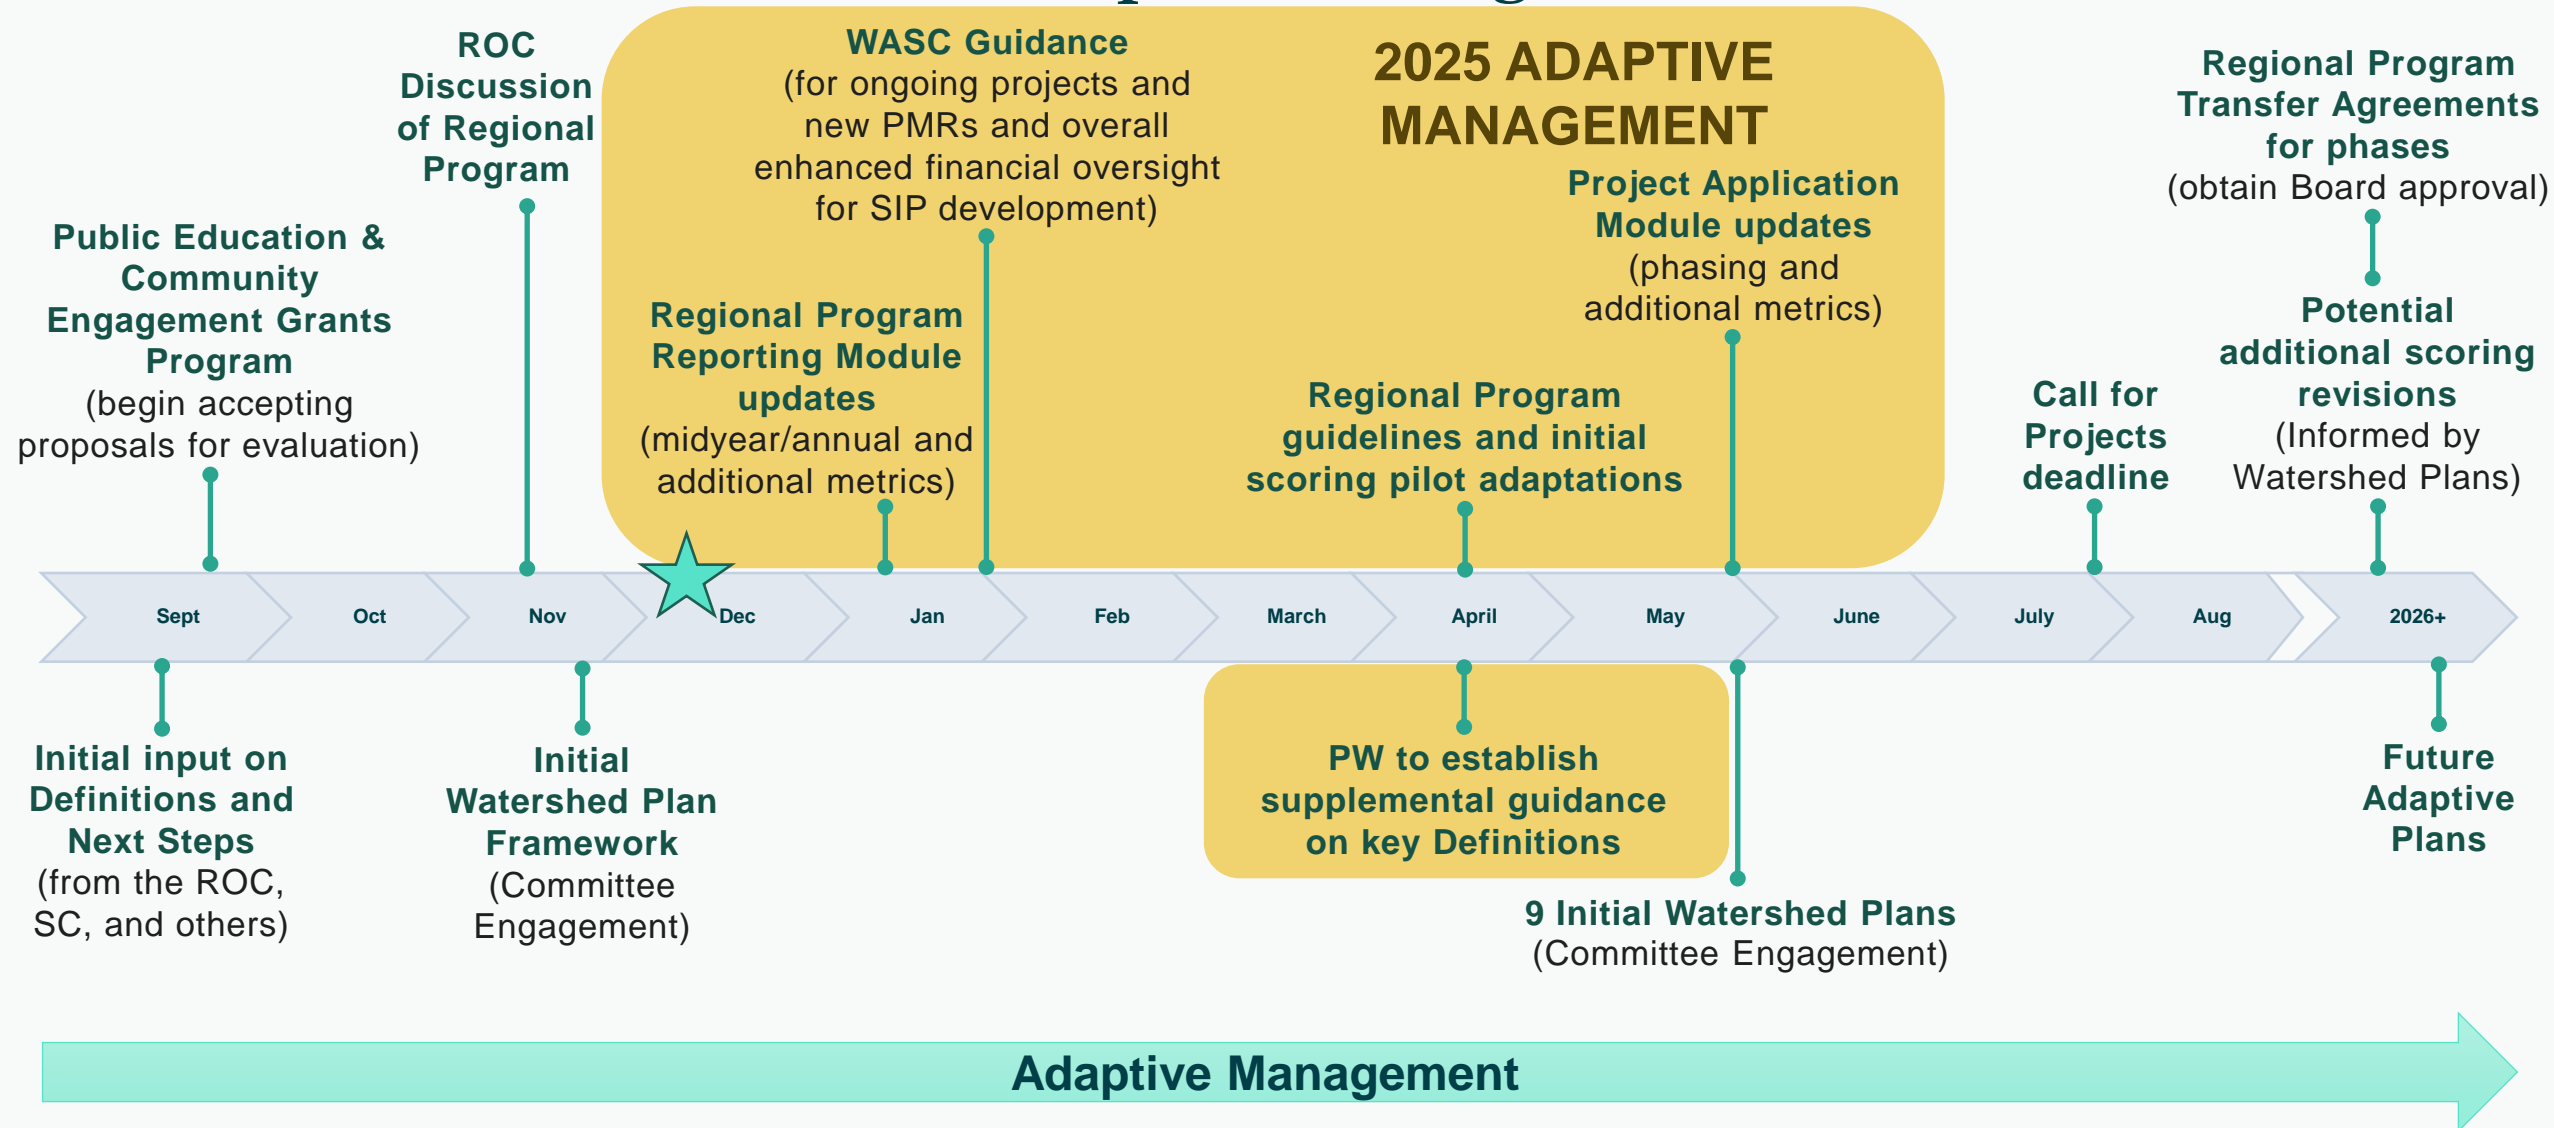 ROC
Discussion
of Regional
Program
WASC Guidance
(for ongoing projects and
new PMRs and overall
enhanced financial oversight
for SIP development)
2025 ADAPTIVE
MANAGEMENT
Regional Program
Transfer Agreements
for phases
(obtain Board approval)
Public Education &
Community
Engagement Grants
Program
(begin accepting
proposals for evaluation)
Regional Program
Reporting Module
updates
(midyear/annual and
additional metrics)
Regional Program
guidelines and initial
scoring pilot adaptations
Project Application
Module updates
(phasing and
additional metrics)
Call for
Projects
deadline
Potential
additional scoring
revisions
(Informed by
Watershed Plans)
Sept
Oct
Nov
Dec
Jan
Feb
March
April
May
June
July
Aug
2026+
Initial input on
Definitions and
Next Steps
(from the ROC,
SC, and others)
Initial
Watershed Plan
Framework
(Committee
Engagement)
PW to establish
supplemental guidance
on key Definitions
9 Initial Watershed Plans
(Committee Engagement)
Future
Adaptive
Plans
Adaptive Management